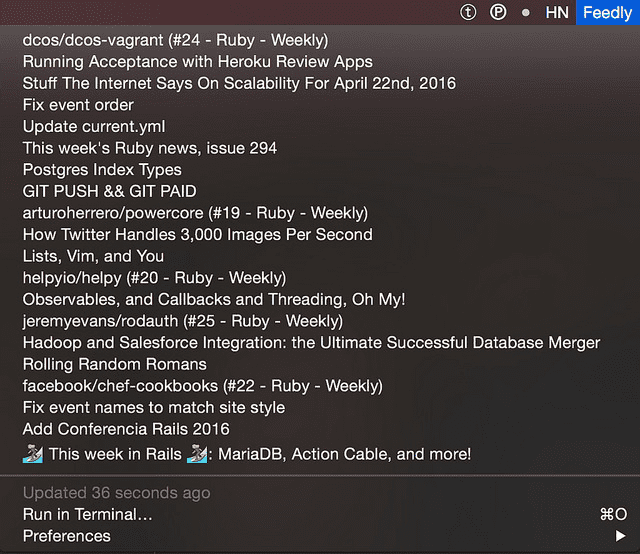 ⓣ Ⓟ • HN Feedly
dcos/dcos-vagrant (#24 - Ruby - Weekly)
Running Acceptance with Heroku Review Apps
Stuff The Internet Says On Scalability For April 22nd, 2016
Fix event order
Update current.yml
This week's Ruby news, issue 294
Postgres Index Types
GIT PUSH && GIT PAID
arturoherrero/powercore (#19 - Ruby - Weekly)
How Twitter Handles 3,000 Images Per Second
Lists, Vim, and You
helpyio/helpy (#20 - Ruby - Weekly)
Observables, and Callbacks and Threading, Oh My!
jeremyevans/rodauth (#25 - Ruby - Weekly)
Hadoop and Salesforce Integration: the Ultimate Successful Database Merger
Rolling Random Romans
facebook/chef-cookbooks (#22 - Ruby - Weekly)
Fix event names to match site style
Add Conferencia Rails 2016
🏄 This week in Rails 🏄: MariaDB, Action Cable, and more!
Updated 36 seconds ago
Run in Terminal... ⌘O
Preferences ▶